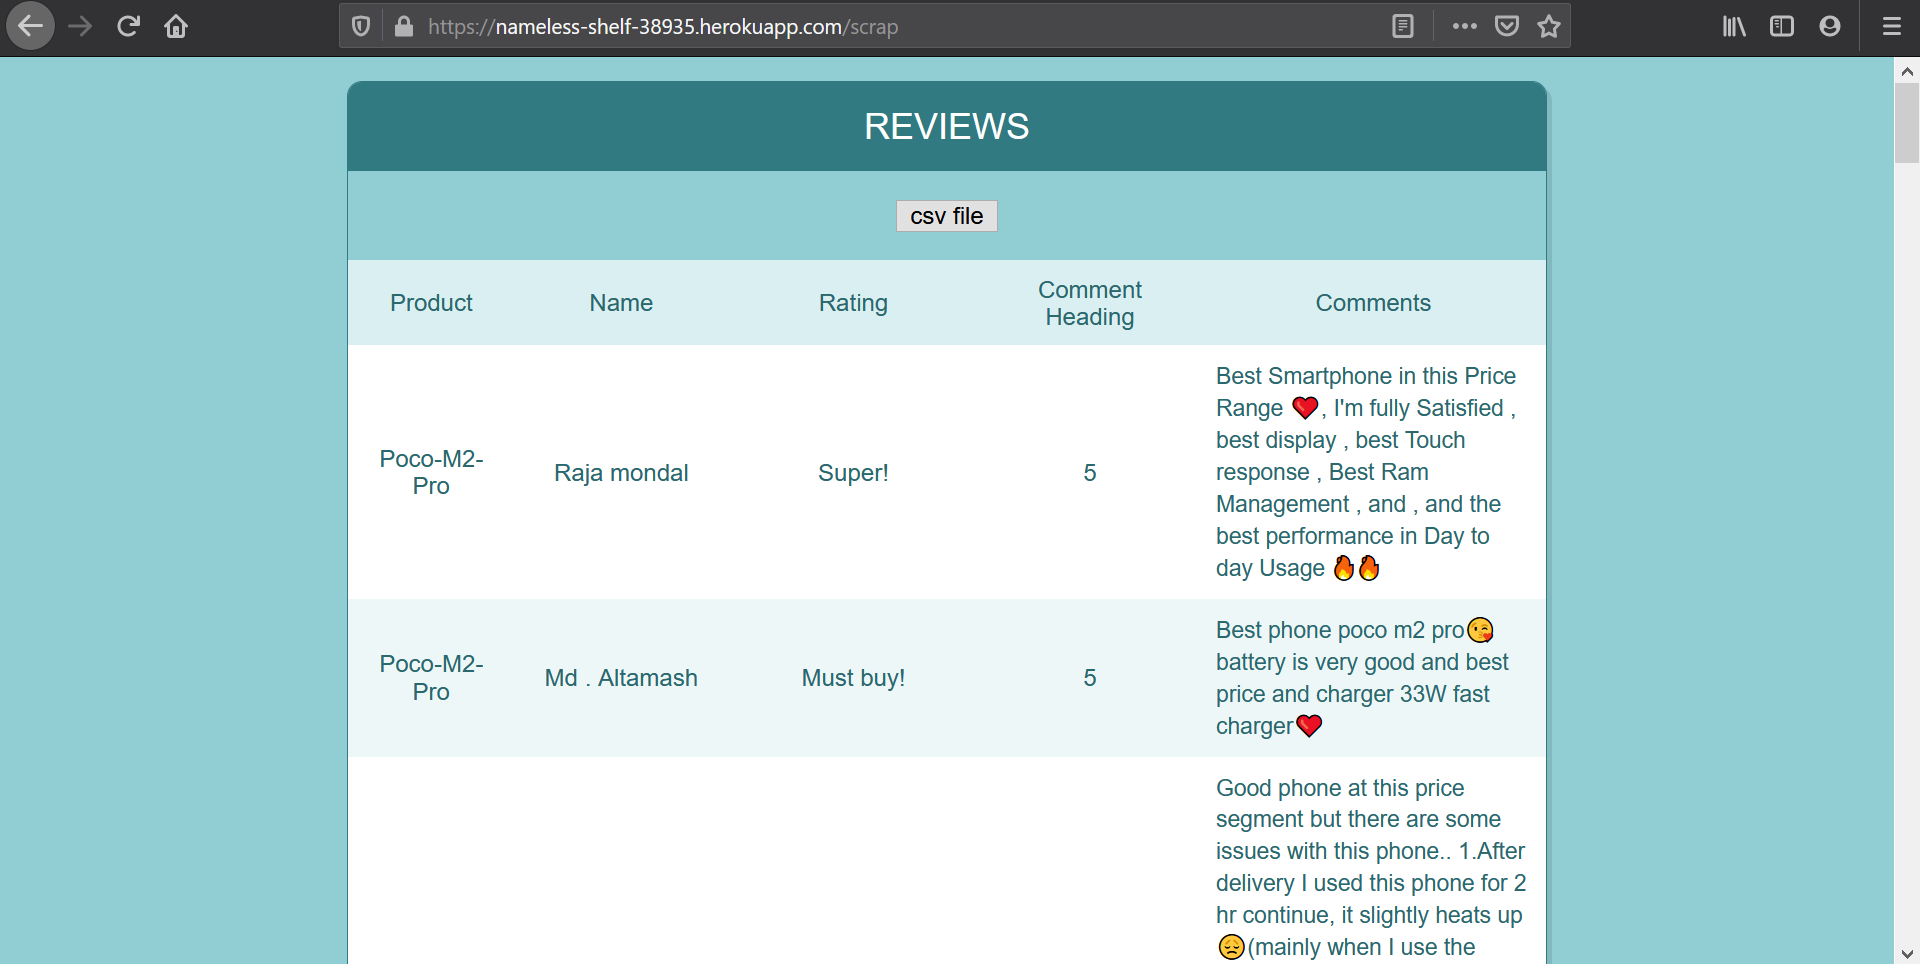 https://nameless-shelf-38935.herokuapp.com/scrap
REVIEWS
csv file
Product Name Rating Comment Heading Comments
Poco-M2-
Pro
Raja mondal
Super!
5
Best Smartphone in this Price
Range ❤️, I'm fully Satisfied ,
best display , best Touch
response , Best Ram
Management , and , and the
best performance in Day to
day Usage 🔥🔥
Poco-M2-
Pro
Md . Altamash
Must buy!
5
Best phone poco m2 pro😘
battery is very good and best
price and charger 33W fast
charger❤️
Good phone at this price
segment but there are some
issues with this phone.. 1.After
delivery I used this phone for 2
hr continue, it slightly heats up
😔(mainly when I use the